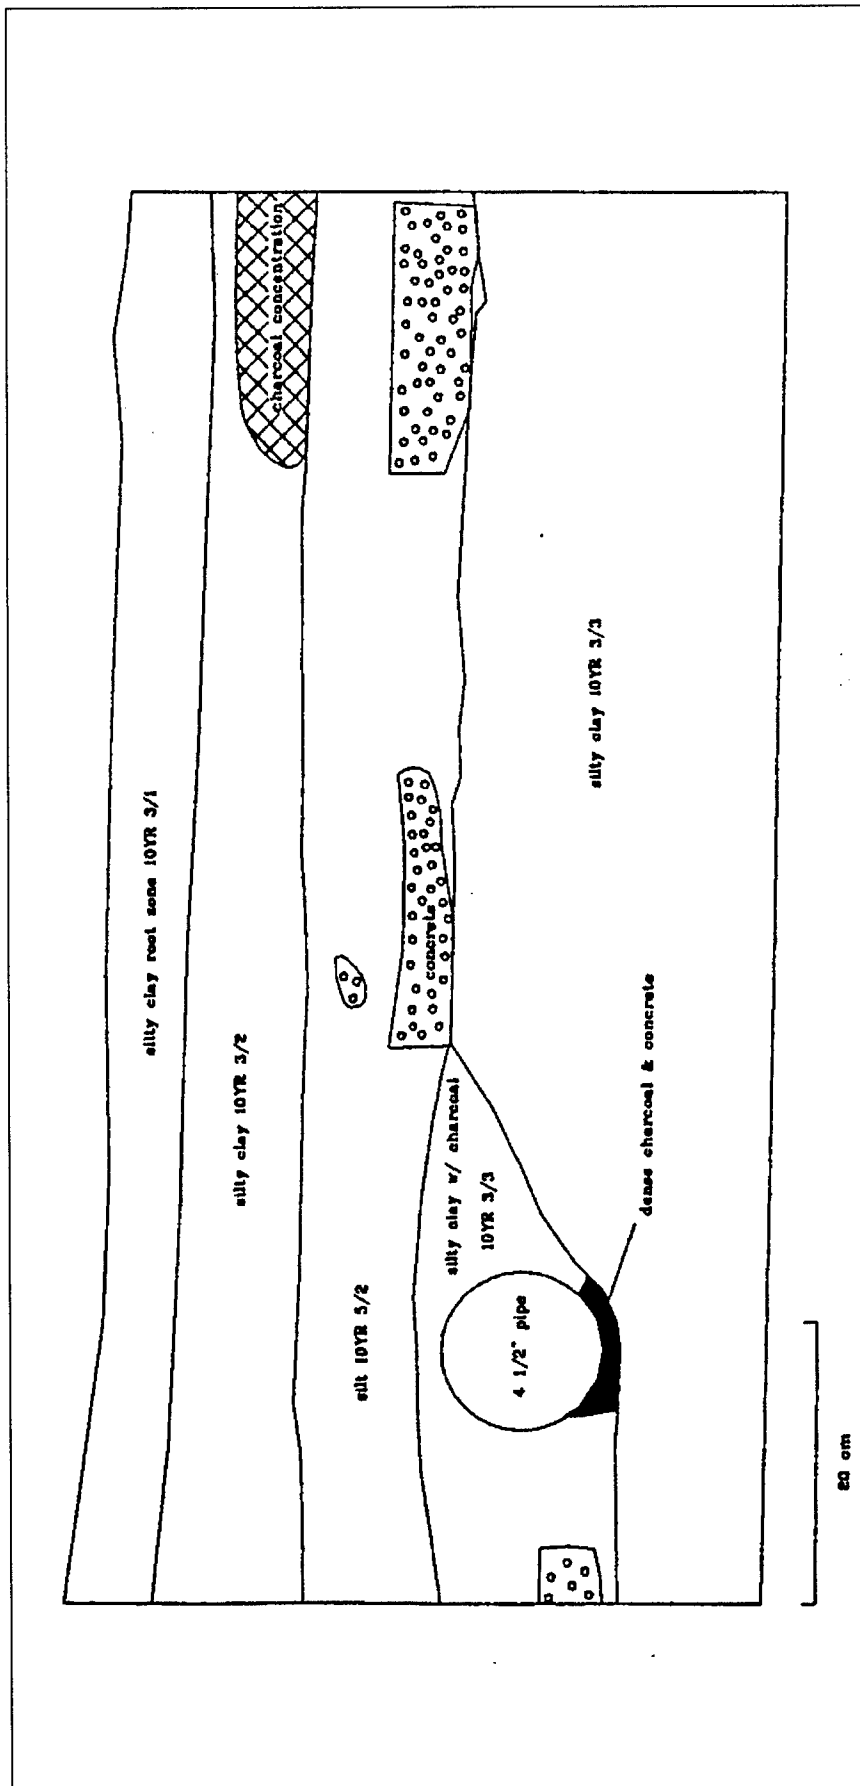 silty clay root zone 10YR 3/1
silty clay 10YR 3/2
charcoal concentration
silt 10YR 5/2
concrete
silty clay w/ charcoal
10YR 3/3
4 1/2" pipe
silty clay 10YR 3/3
dense charcoal & concrete
20 cm